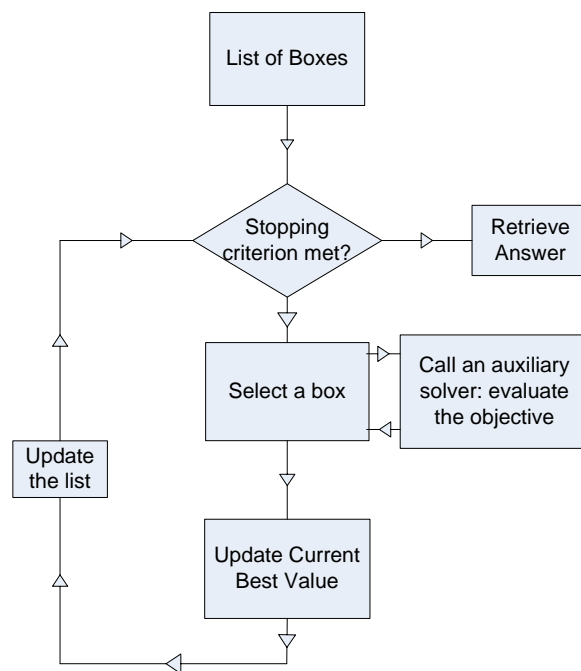 List of Boxes
Stopping
criterion met?
Retrieve
Answer
Select a box
Call an auxiliary
solver: evaluate
the objective
Update
the list
Update Current
Best Value